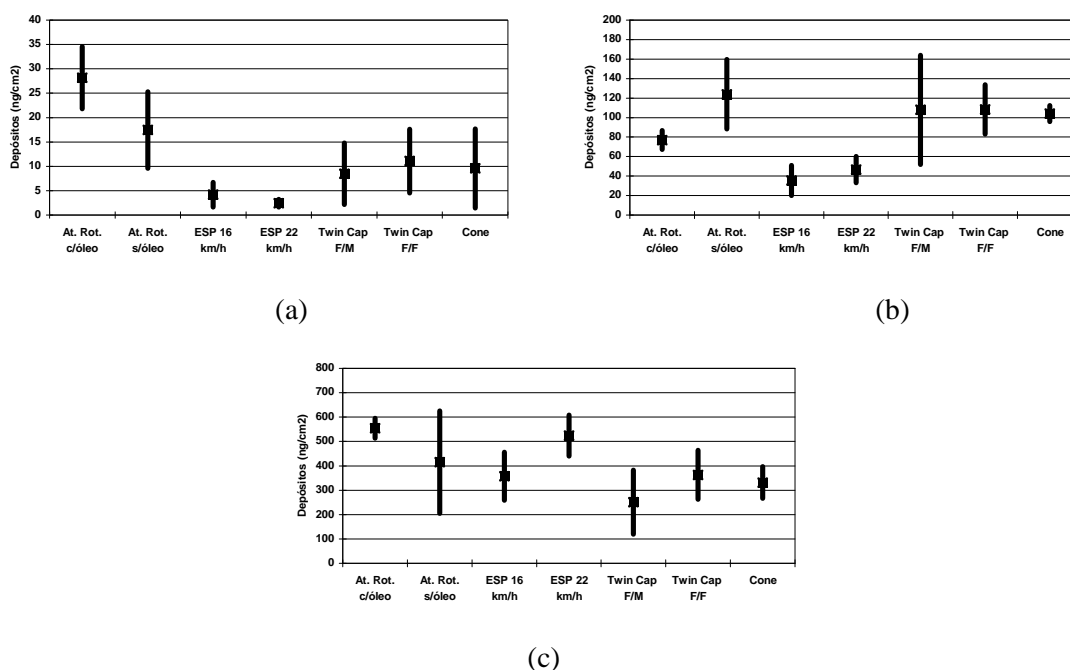 40
35
30
25
20
15
10
5
0
Depósitos (ng/cm2)
At. Rot. At. Rot. ESP 16 ESP 22 Twin Cap Twin Cap Cone
c/óleo s/óleo km/h km/h F/M F/F
(a)
200
180
160
140
120
100
80
60
40
20
0
Depósitos (ng/cm2)
At. Rot. At. Rot. ESP 16 ESP 22 Twin Cap Twin Cap Cone
c/óleo s/óleo km/h km/h F/M F/F
(b)
800
700
600
500
400
300
200
100
0
Depósitos (ng/cm2)
At. Rot. At. Rot. ESP 16 ESP 22 Twin Cap Twin Cap Cone
c/óleo s/óleo km/h km/h F/M F/F
(c)